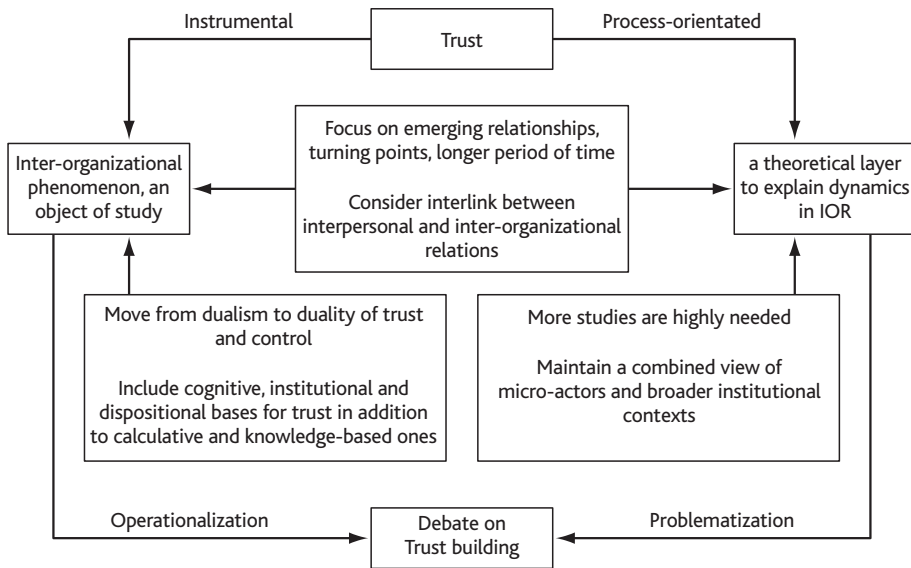 Instrumental
Trust
Process-orientated
Inter-organizational
phenomenon, an
object of study
Focus on emerging relationships,
turning points, longer period of time
Consider interlink between
interpersonal and inter-organizational
relations
a theoretical layer
to explain dynamics
in IOR
Move from dualism to duality of trust
and control
Include cognitive, institutional and
dispositional bases for trust in addition
to calculative and knowledge-based ones
More studies are highly needed
Maintain a combined view of
micro-actors and broader institutional
contexts
Operationalization
Debate on
Trust building
Problematization